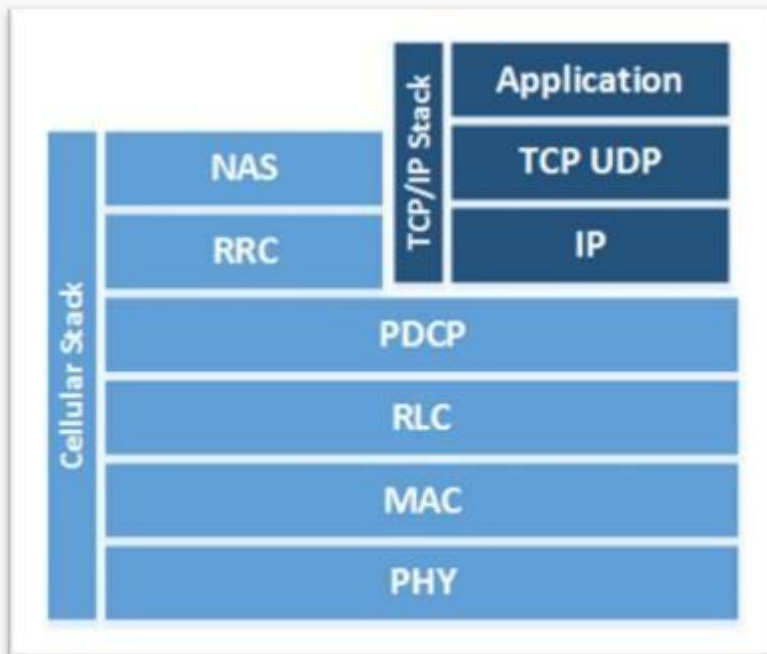 Cellular Stack
NAS
RRC
TCP/IP Stack
Application
TCP UDP
IP
PDCP
RLC
MAC
PHY